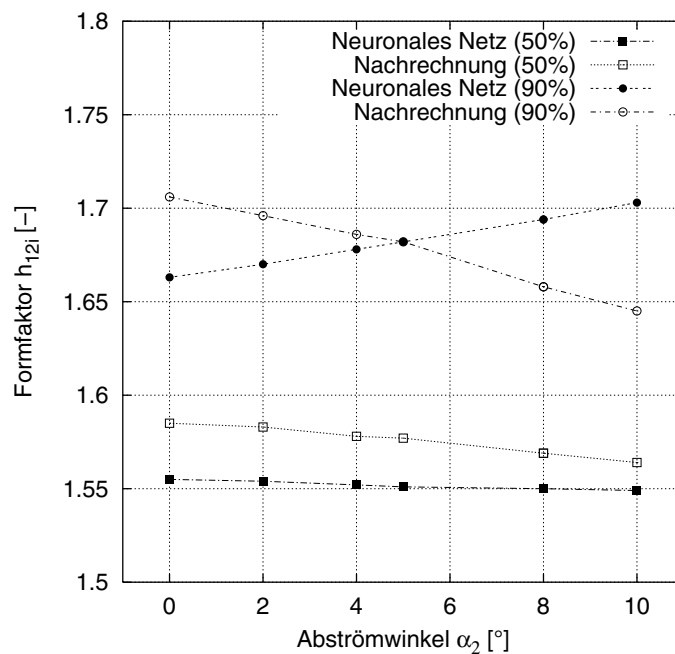 1.8
1.75
1.7
1.65
1.6
1.55
1.5
Formfaktor h12i [−]
Neuronales Netz (50%)
Nachrechnung (50%)
Neuronales Netz (90%)
Nachrechnung (90%)
0 2 4 6 8 10
Abströmwinkel α2 [°]